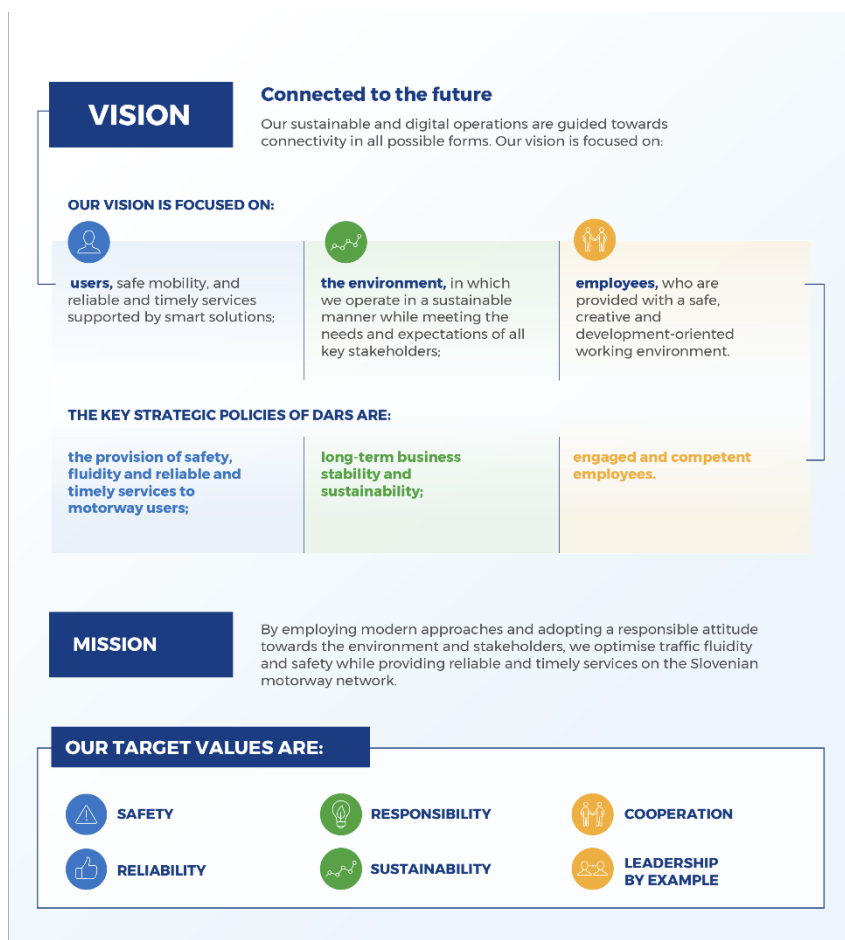 VISION
Connected to the future
Our sustainable and digital operations are guided towards
connectivity in all possible forms. Our vision is focused on:
OUR VISION IS FOCUSED ON:
users, safe mobility, and
reliable and timely services
supported by smart solutions;
the environment, in which
we operate in a sustainable
manner while meeting the
needs and expectations of all
key stakeholders;
employees, who are
provided with a safe,
creative and
development-oriented
working environment.
THE KEY STRATEGIC POLICIES OF DARS ARE:
the provision of safety,
fluidity and reliable and
timely services to
motorway users;
long-term business
stability and
sustainability;
engaged and competent
employees.
MISSION
By employing modern approaches and adopting a responsible attitude
towards the environment and stakeholders, we optimise traffic fluidity
and safety while providing reliable and timely services on the Slovenian
motorway network.
OUR TARGET VALUES ARE:
SAFETY
RESPONSIBILITY
COOPERATION
RELIABILITY
SUSTAINABILITY
LEADERSHIP
BY EXAMPLE